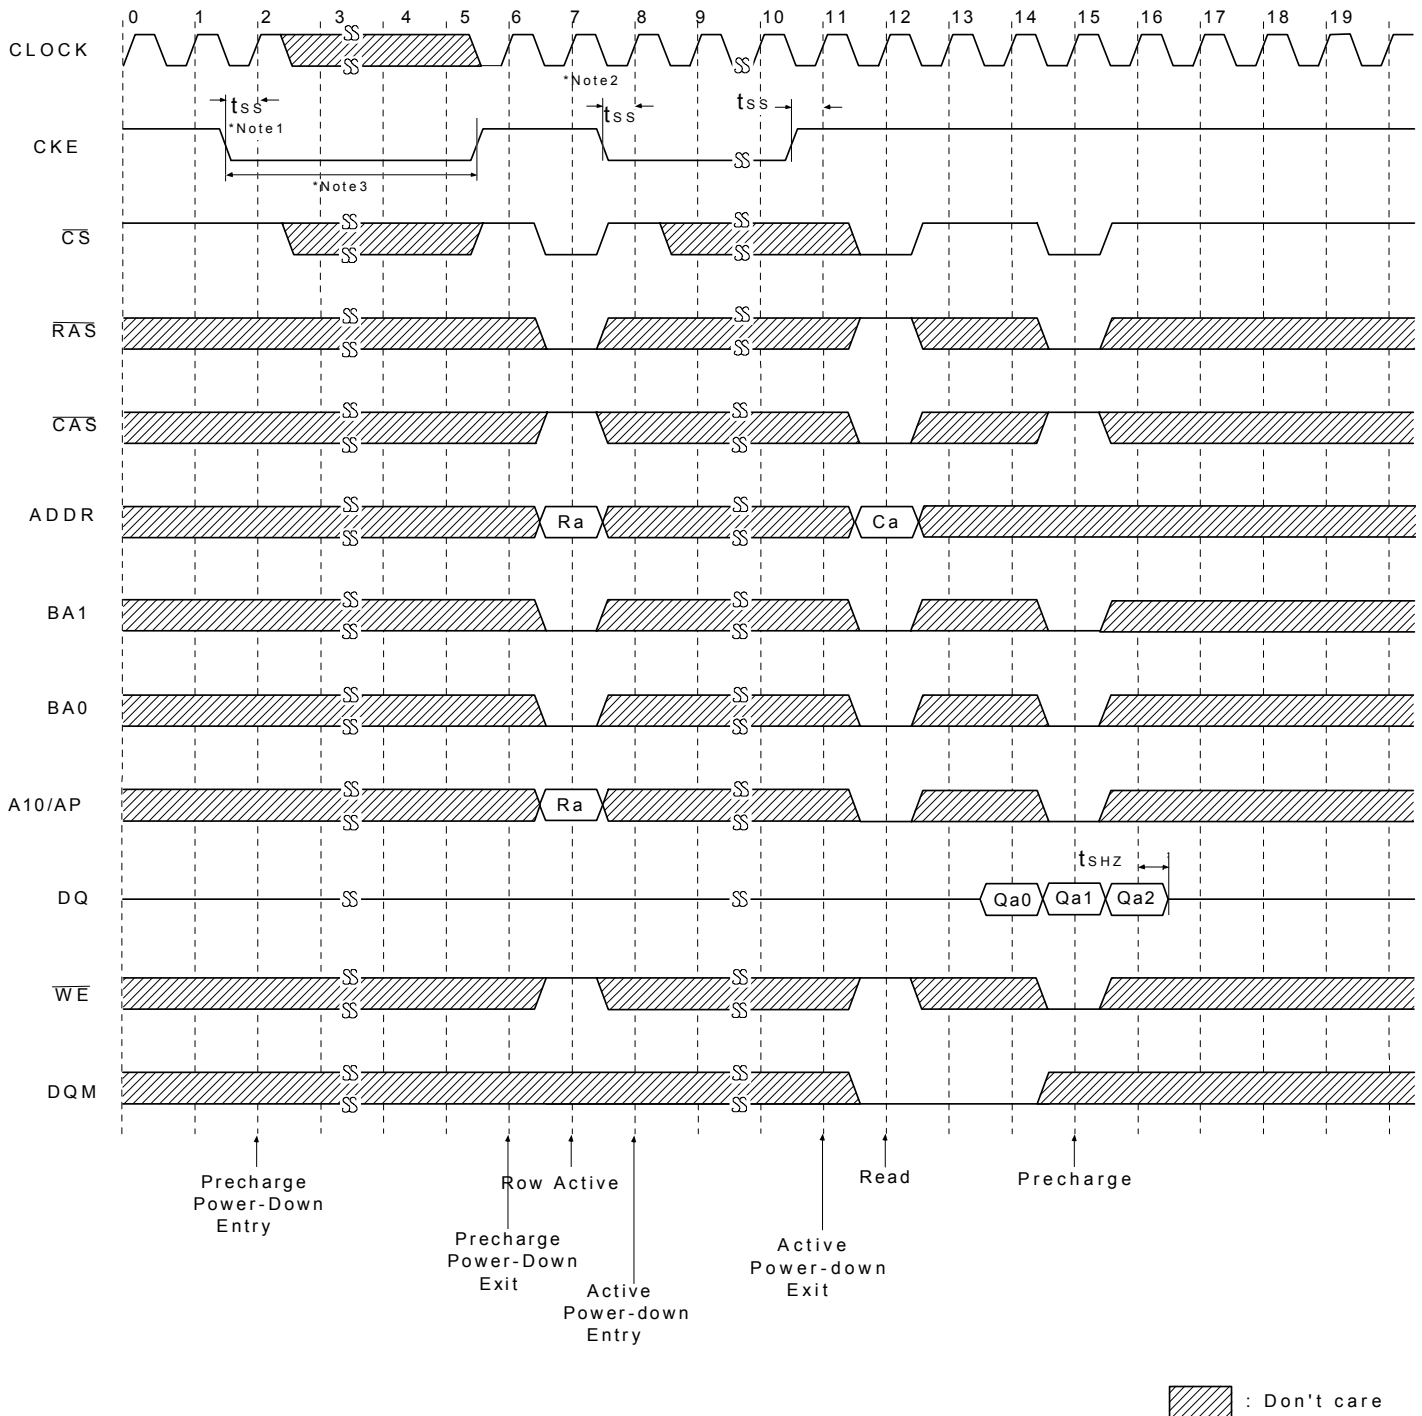 0 1 2 3 4 5 6 7 8 9 10 11 12 13 14 15 16 17 18 19
CLOCK
*Note2
tSS
tSS
tSS
*Note1
CKE
*Note3
CS
RAS
CAS
ADDR
Ra
Ca
BA1
BA0
A10/AP
Ra
tSHZ
DQ
Qa0
Qa1
Qa2
WE
DQM
Precharge
Power-Down
Entry
Row Active
Read
Precharge
Precharge
Power-Down
Exit
Active
Power-down
Exit
Active
Power-down
Entry
: Don't care